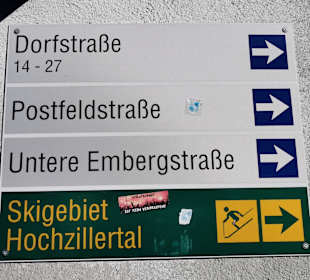 Dorfstraße
14 - 27
Postfeldstraße
Untere Embergstraße
Skigebiet
Hochzillertal